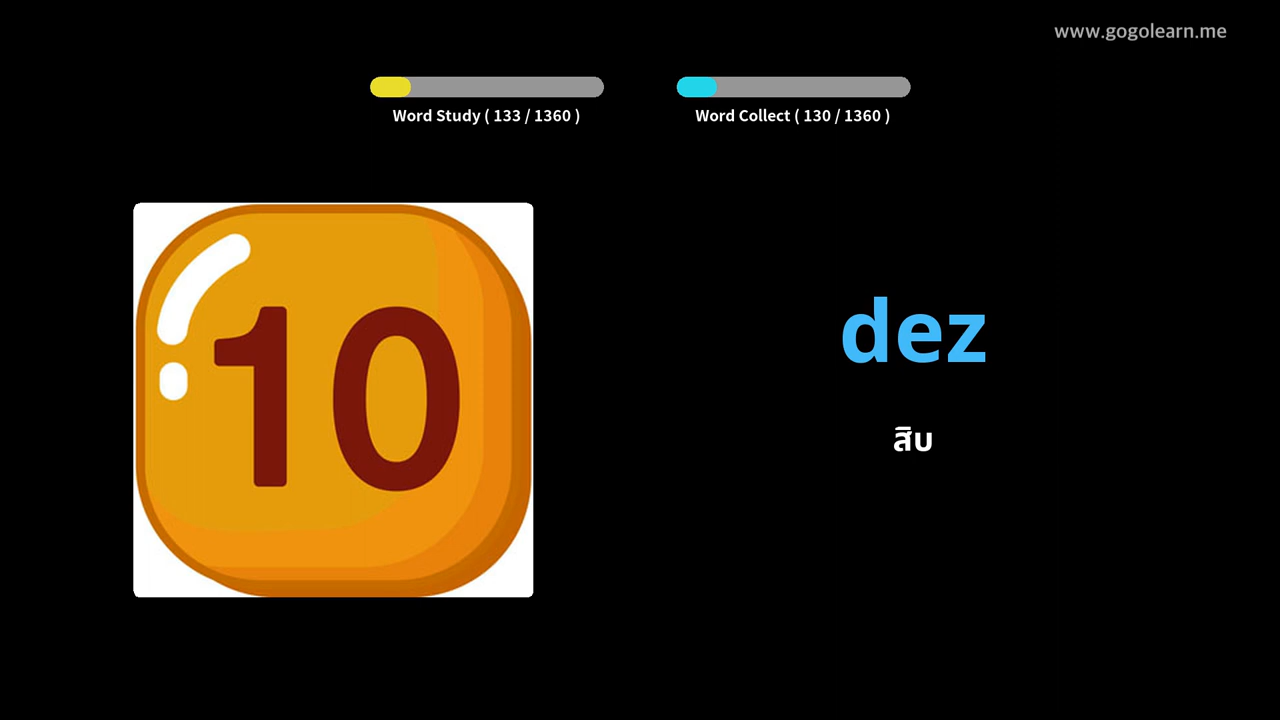 www.gogolearn.me
Word Study ( 133 / 1360 )
Word Collect ( 130 / 1360 )
10
dez
สิบ